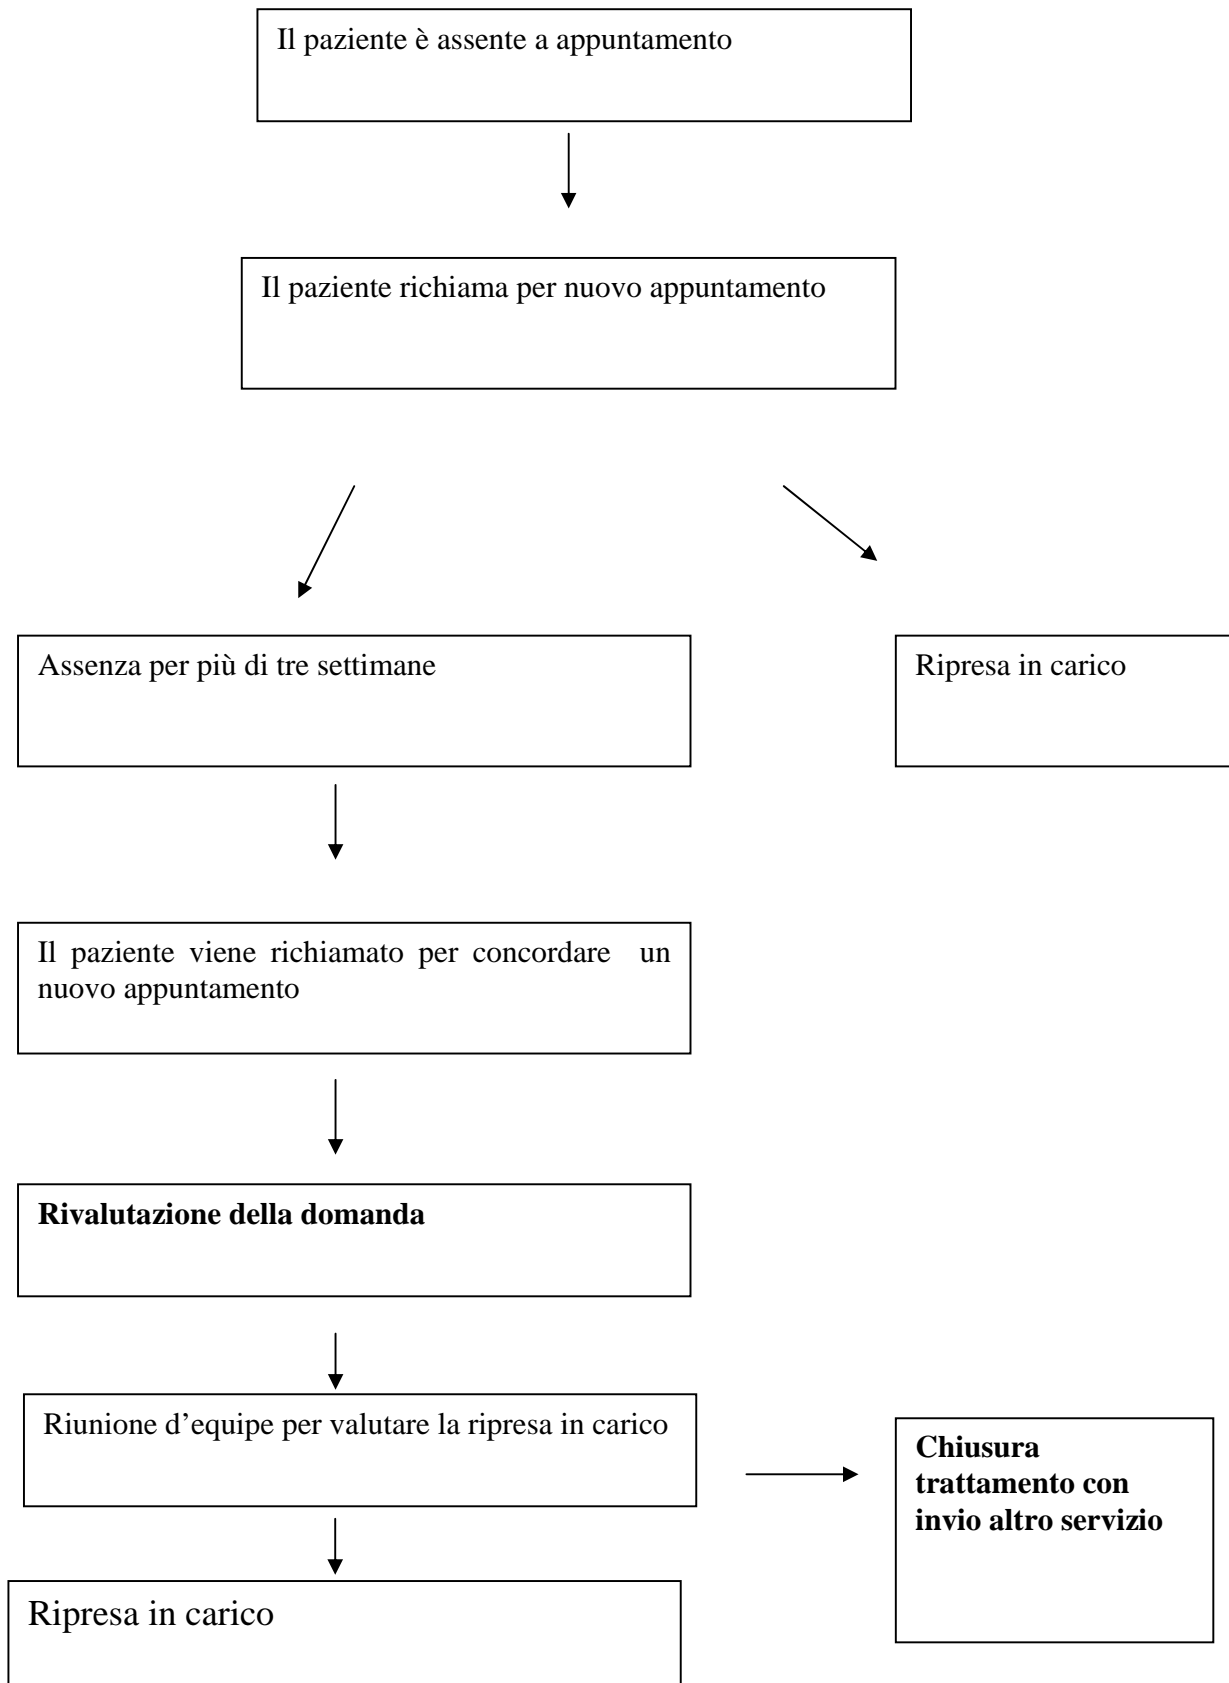 Il paziente è assente a appuntamento
Il paziente richiama per nuovo appuntamento
Assenza per più di tre settimane
Ripresa in carico
Il paziente viene richiamato per concordare un
nuovo appuntamento
Rivalutazione della domanda
Riunione d’equipe per valutare la ripresa in carico
Chiusura
trattamento con
invio altro servizio
Ripresa in carico